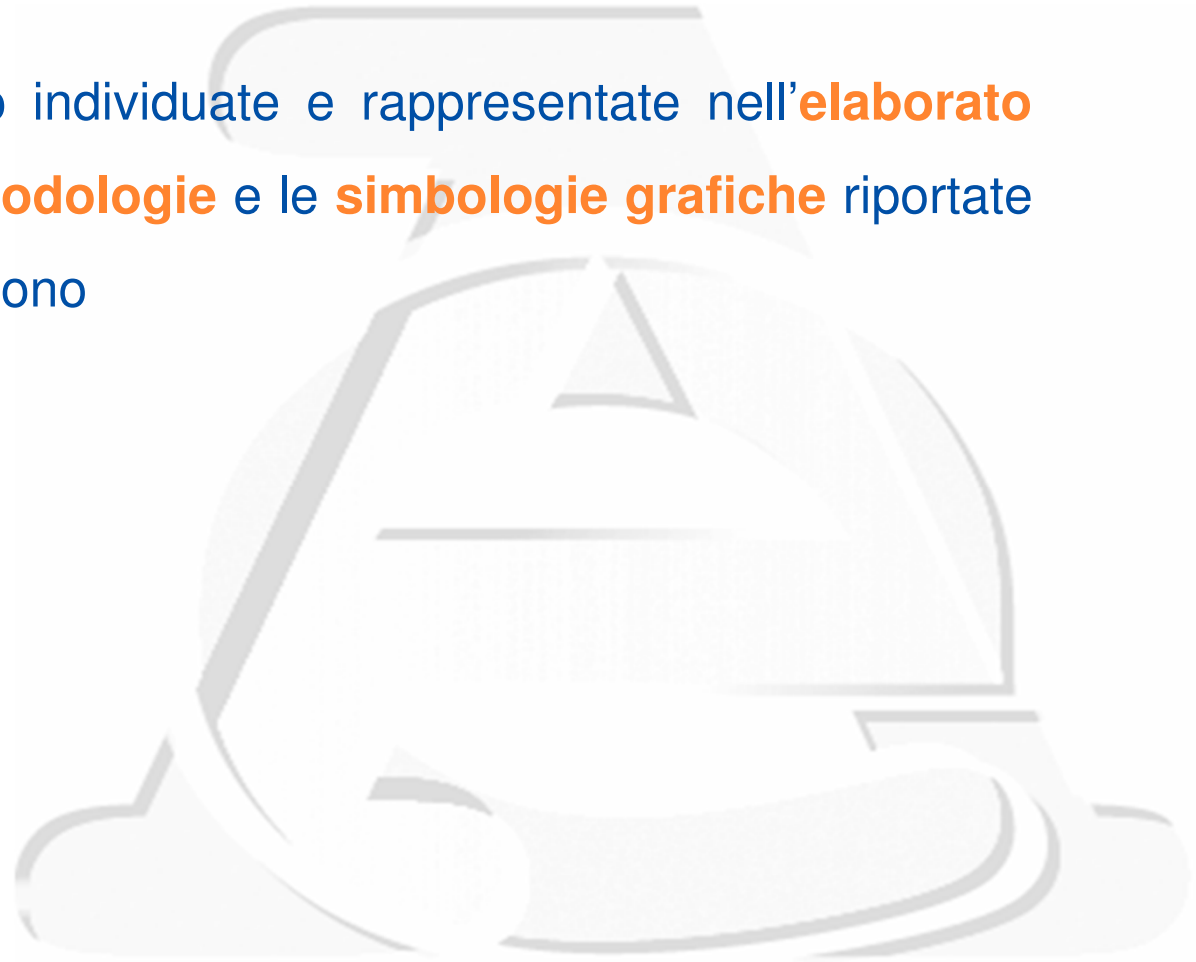 o individuate e rappresentate nell’elaborato
odologie e le simbologie grafiche riportate
ono